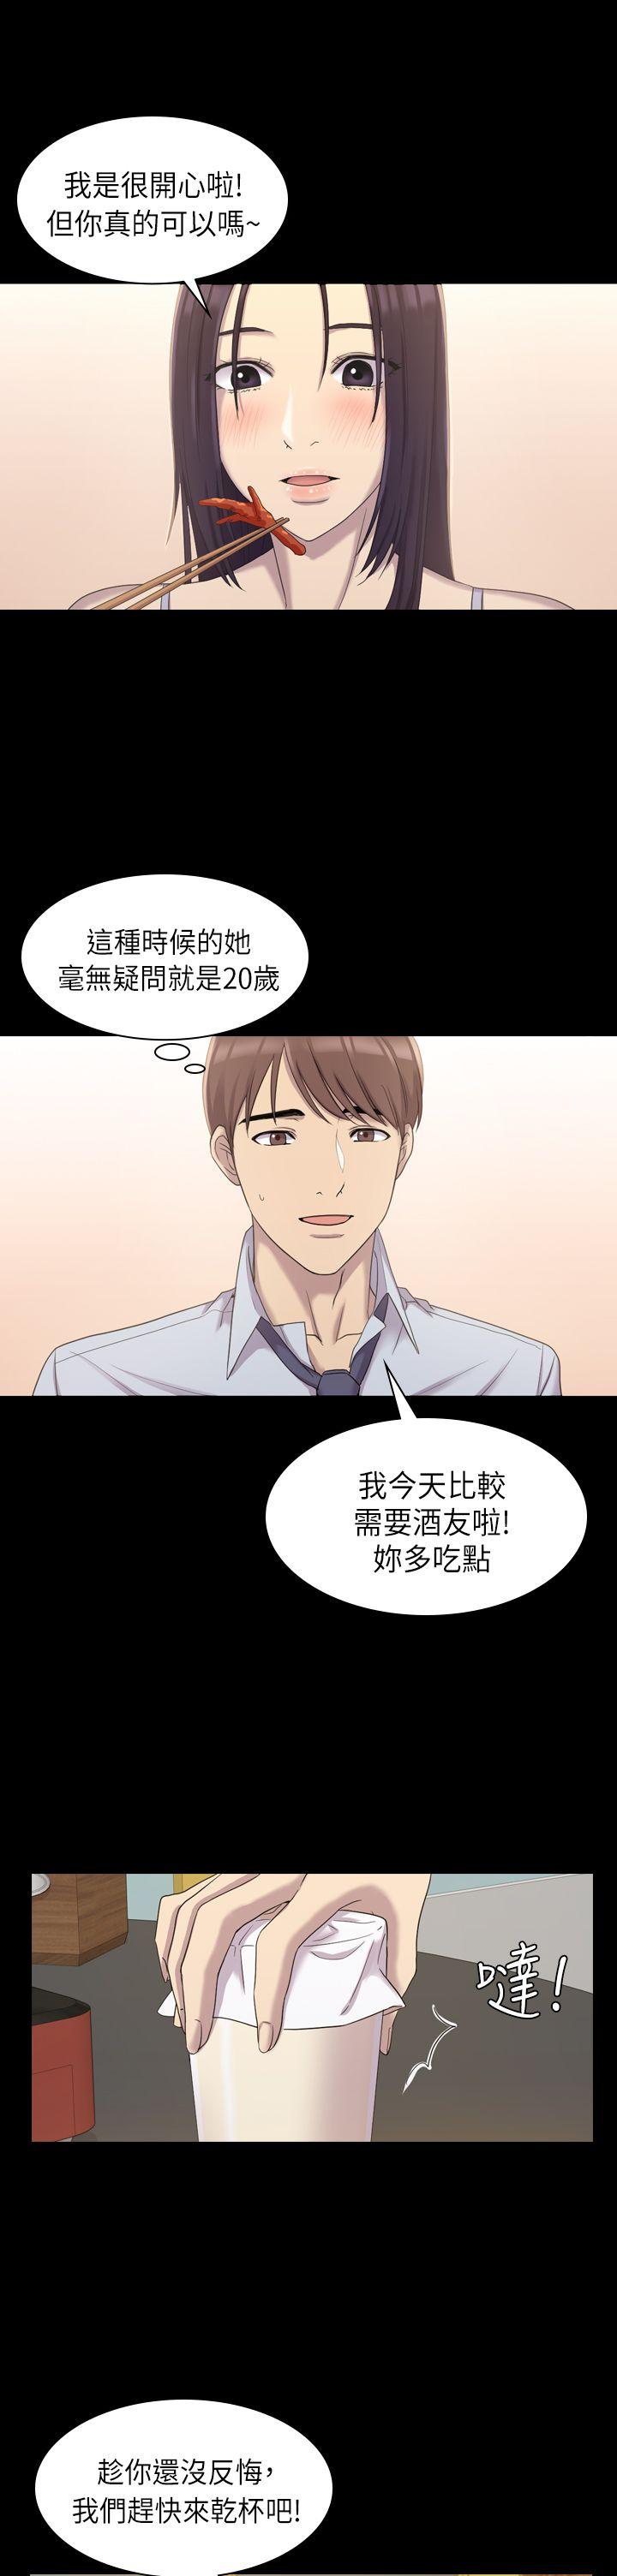 我是很開心啦!
但你真的可以嗎~
這種時候的她
毫無疑問就是20歲
我今天比較
需要酒友啦!
妳多吃點
噠!
趁你還沒反悔,
我們趕快來乾杯吧!